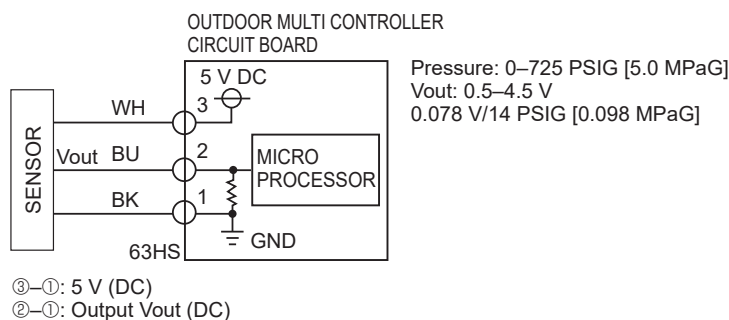 OUTDOOR MULTI CONTROLLER
CIRCUIT BOARD
5 V DC
Pressure: 0–725 PSIG [5.0 MPaG]
Vout: 0.5–4.5 V
0.078 V/14 PSIG [0.098 MPaG]
SENSOR
WH
3
Vout BU
2
MICRO
PROCESSOR
BK
1
GND
63HS
③–①: 5 V (DC)
②–①: Output Vout (DC)